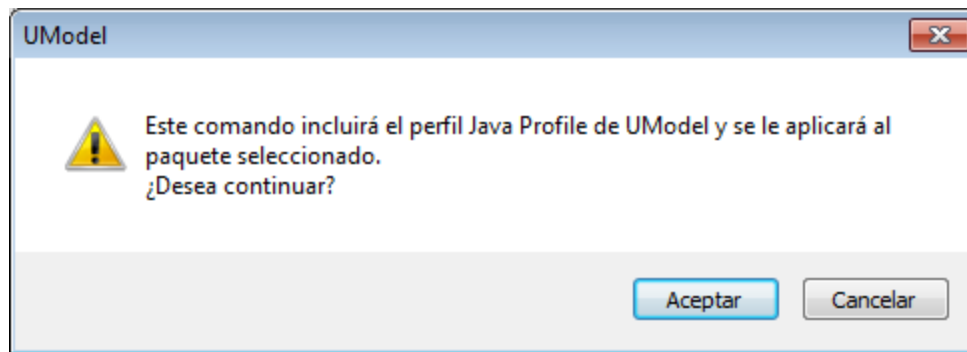 UModel
Este comando incluirá el perfil Java Profile de UModel y se le aplicará al
paquete seleccionado.
¿Desea continuar?
Aceptar
Cancelar